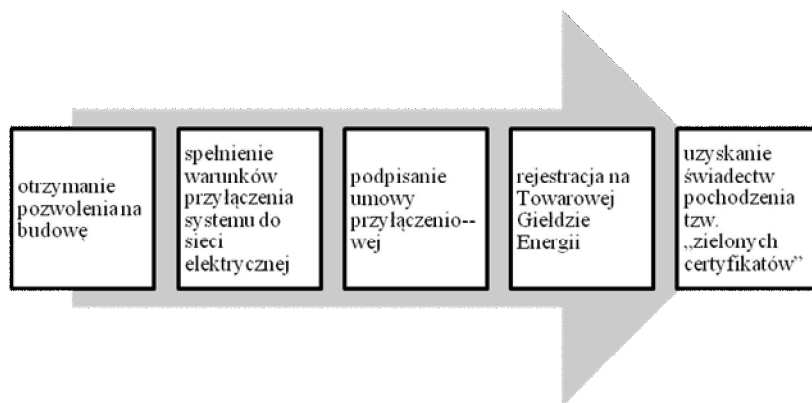 otrzymanie
pozwolenia na
budowę
spełnienie
warunków
przyłączenia
systemu do
sieci
elektrycznej
podpisanie
umowy
przyłączenio--
wej
rejestracja na
Towarowej
Giełdzie
Energii
uzyskanie
świadectw
pochodzenia
tzw.
„zielonych
certyfikatów”